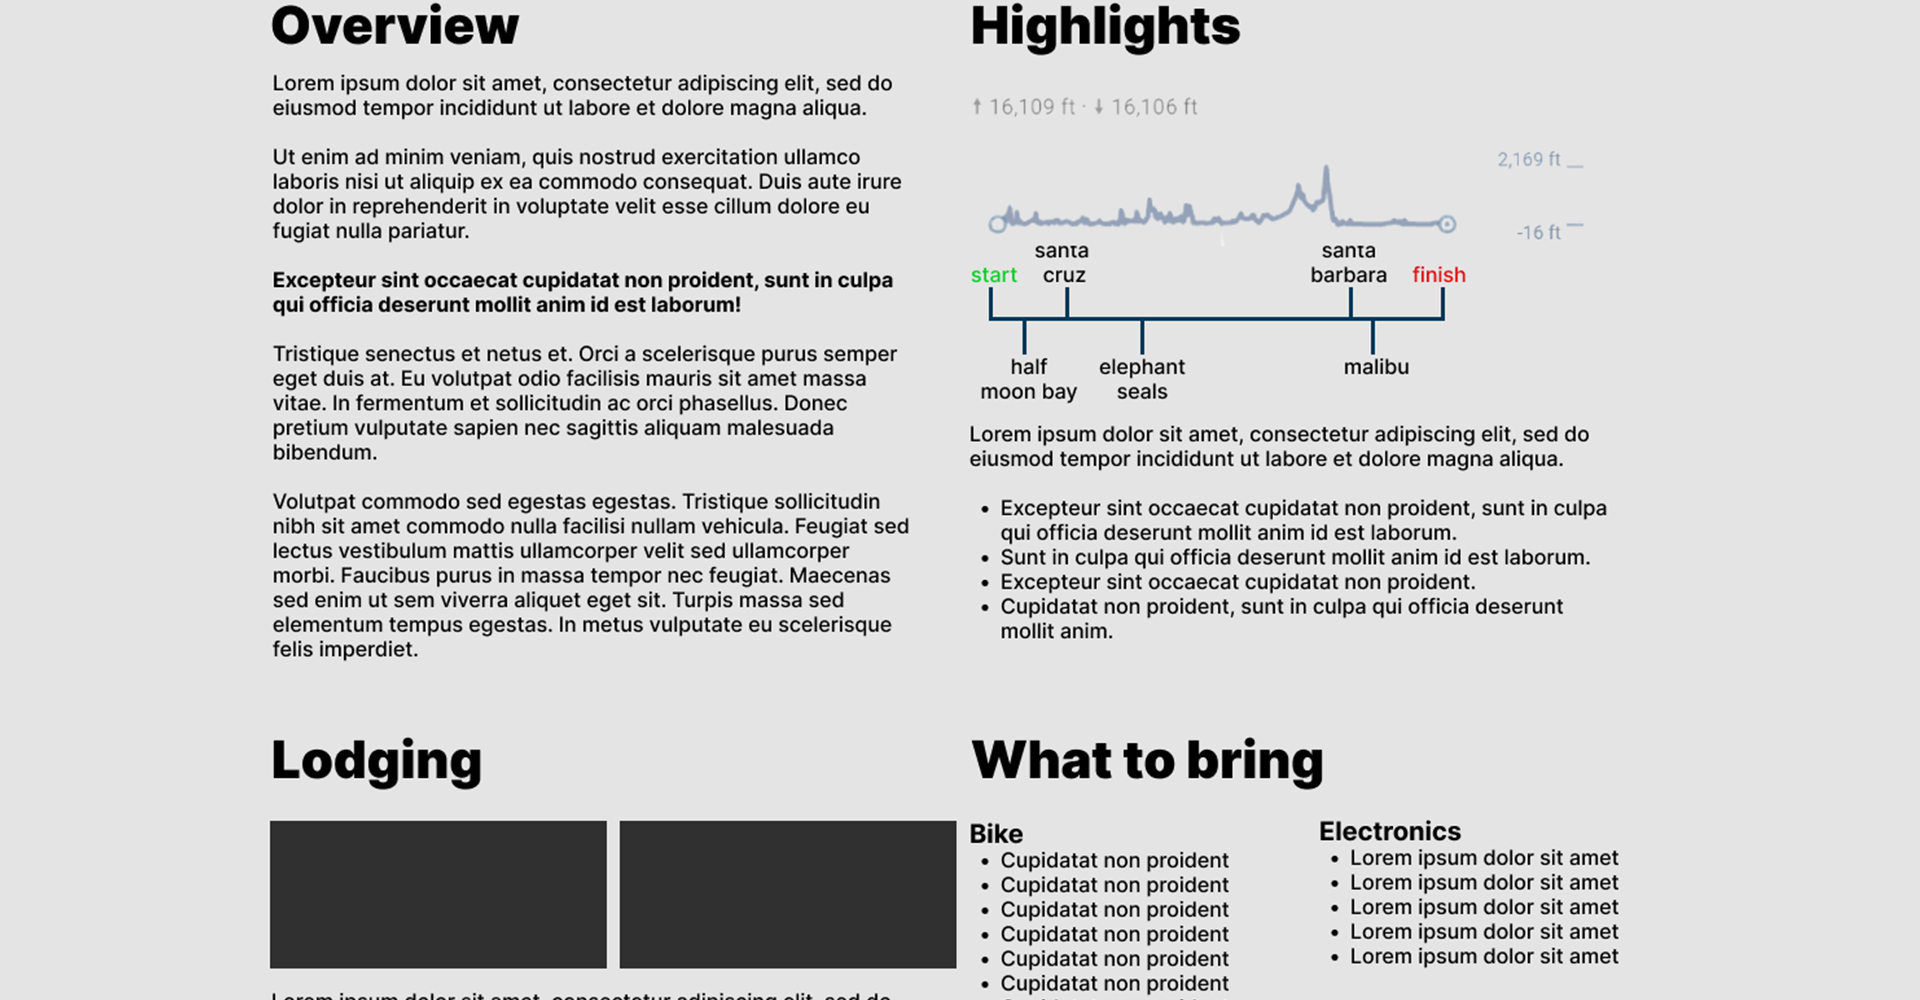 Overview
Lorem ipsum dolor sit amet, consectetur adipiscing elit, sed do
eiusmod tempor incididunt ut labore et dolore magna aliqua.
Ut enim ad minim veniam, quis nostrud exercitation ullamco
laboris nisi ut aliquip ex ea commodo consequat. Duis aute irure
dolor in reprehenderit in voluptate velit esse cillum dolore eu
fugiat nulla pariatur.
Excepteur sint occaecat cupidatat non proident, sunt in culpa
qui officia deserunt mollit anim id est laborum!
Tristique senectus et netus et. Orci a scelerisque purus semper
eget duis at. Eu volutpat odio facilisis mauris sit amet massa
vitae. In fermentum et sollicitudin ac orci phasellus. Donec
pretium vulputate sapien nec sagittis aliquam malesuada
bibendum.
Volutpat commodo sed egestas egestas. Tristique sollicitudin
nibh sit amet commodo nulla facilisi nullam vehicula. Feugiat sed
lectus vestibulum mattis ullamcorper velit sed ullamcorper
morbi. Faucibus purus in massa tempor nec feugiat. Maecenas
sed enim ut sem viverra aliquet eget sit. Turpis massa sed
elementum tempus egestas. In metus vulputate eu scelerisque
felis imperdiet.
Highlights
↑ 16,109 ft · ↓ 16,106 ft
2,169 ft
-16 ft
start
santa
cruz
santa
barbara
finish
half
moon bay
elephant
seals
malibu
Lorem ipsum dolor sit amet, consectetur adipiscing elit, sed do
eiusmod tempor incididunt ut labore et dolore magna aliqua.
• Excepteur sint occaecat cupidatat non proident, sunt in culpa
qui officia deserunt mollit anim id est laborum.
• Sunt in culpa qui officia deserunt mollit anim id est laborum.
• Excepteur sint occaecat cupidatat non proident.
• Cupidatat non proident, sunt in culpa qui officia deserunt
mollit anim.
Lodging
Lorem ipsum dolor sit amet, consectetur adipiscing elit, sed do
What to bring
Bike
• Cupidatat non proident
• Cupidatat non proident
• Cupidatat non proident
• Cupidatat non proident
• Cupidatat non proident
• Cupidatat non proident
Electronics
• Lorem ipsum dolor sit amet
• Lorem ipsum dolor sit amet
• Lorem ipsum dolor sit amet
• Lorem ipsum dolor sit amet
• Lorem ipsum dolor sit amet